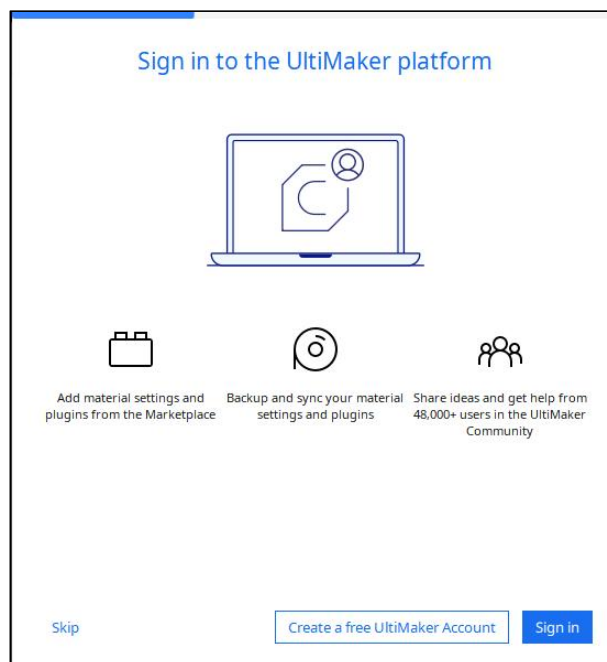 Sign in to the UltiMaker platform
Add material settings and
plugins from the Marketplace
Backup and sync your material
settings and plugins
Share ideas and get help from
48,000+ users in the UltiMaker
Community
Skip
Create a free UltiMaker Account
Sign in